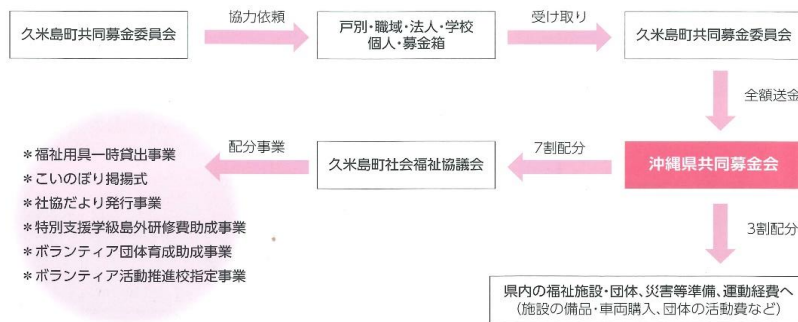 久米島町共同募金委員会
協力依頼
戸別・職域・法人・学校
個人・募金箱
受け取り
久米島町共同募金委員会
全額送金
沖縄県共同募金会
7割配分
久米島町社会福祉協議会
配分事業
＊福祉用具一時貸出事業
＊こいのぼり掲揚式
＊社協だより発行事業
＊特別支援学級島外研修費助成事業
＊ボランティア団体育成助成事業
＊ボランティア活動推進校指定事業
3割配分
県内の福祉施設・団体、災害等準備、運動経費へ
（施設の備品・車両購入、団体の活動費など）